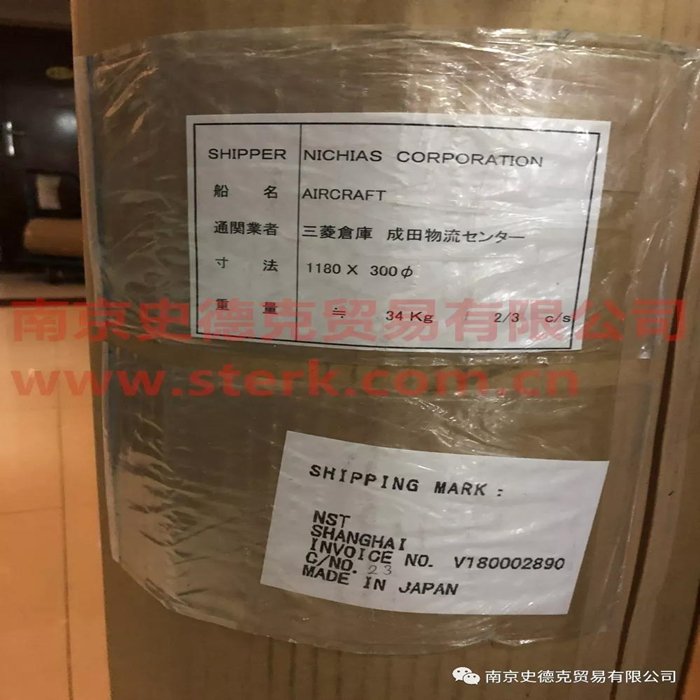 SHIPPER NICHIAS CORPORATION
船 名 AIRCRAFT
通関業者 三菱倉庫 成田物流センター
寸 法 1180 X 300φ
重 量 ≒ 34 Kg 2/3 c/s
南京史德克贸易有限公司
www.sterk.com.cn
SHIPPING MARK :
NST
SHANGHAI
INVOICE NO. V180002890
C/NO. 23
MADE IN JAPAN
南京史德克贸易有限公司